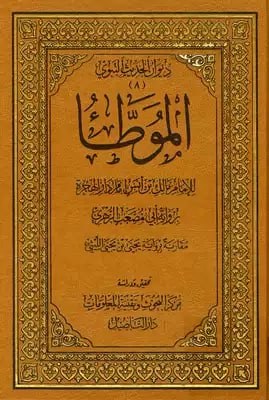 ديوان الحديث النبوي
(٨)
الموطأ
للإمام مالك بن أنس إمام دار الهجرة
برواية أبي مصعب الزهري
مقارنة برواية يحيى بن يحيى الليثي
تحقيق ودراسة
مركز البحوث وتقنية المعلومات
دار التأصيل